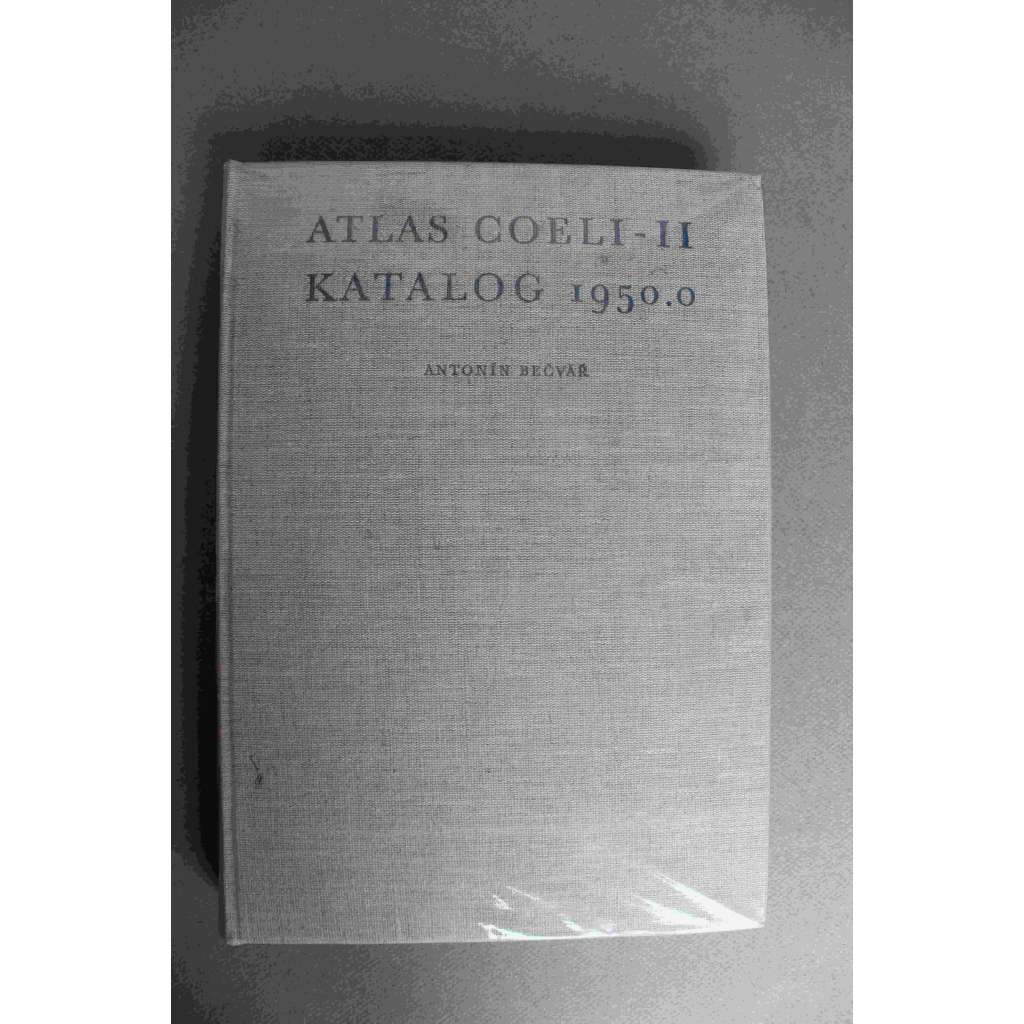 ATLAS COELI-II
KATALOG 1950.0
ANTONÍN BEČVÁŘ